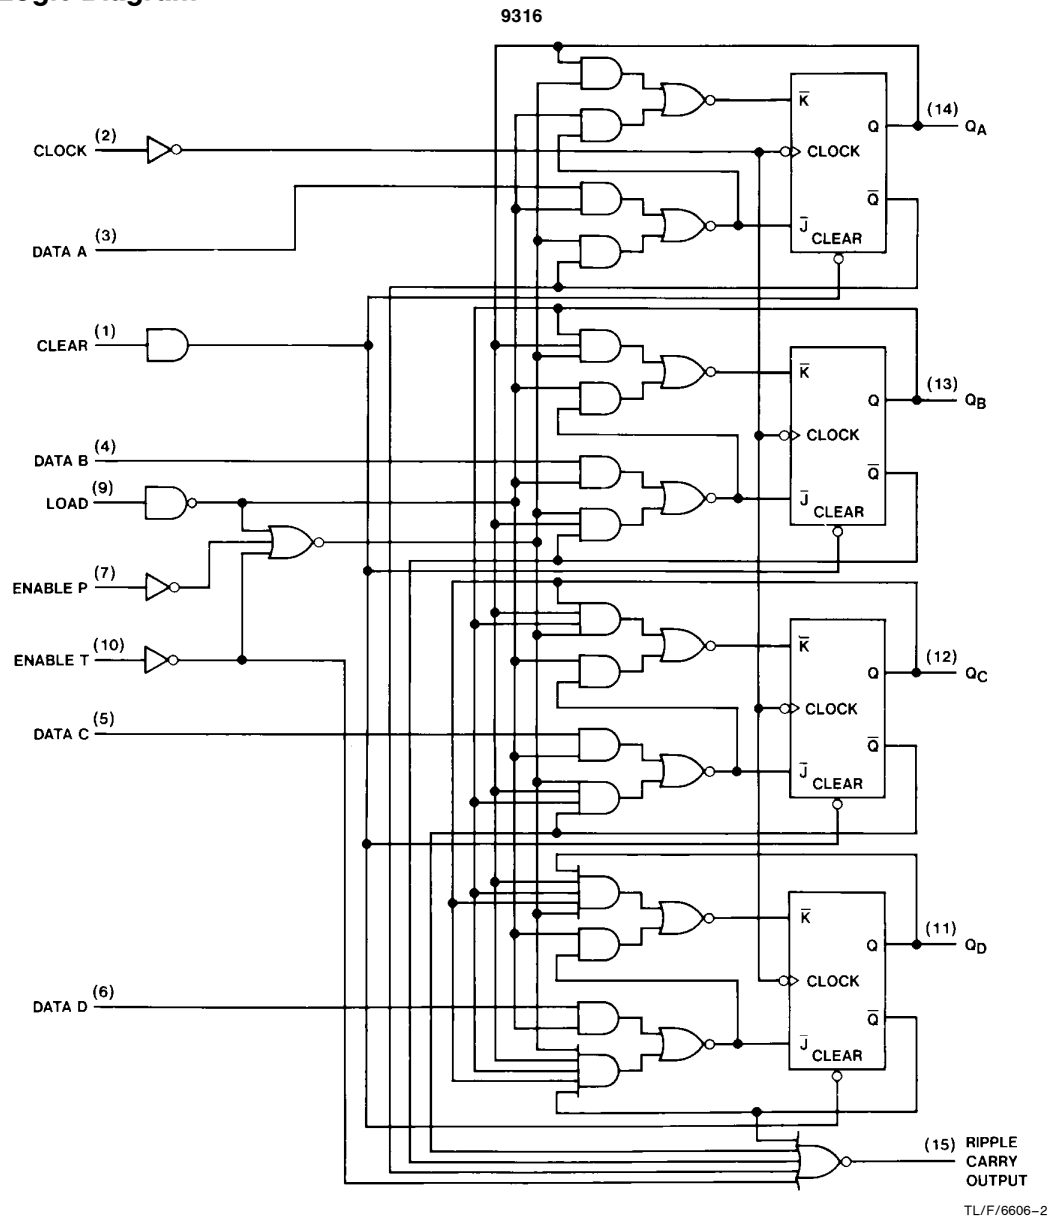 Logic Diagram
9316
(14) QA
K̅
Q
(2)
CLOCK
CLOCK
Q̅
(3)
DATA A
J̅
CLEAR
(1)
CLEAR
K̅
(13)
Q
QB
CLOCK
(4)
DATA B
Q̅
(9)
LOAD
J̅
CLEAR
(7)
ENABLE P
(10)
ENABLE T
K̅
(12)
Q
QC
CLOCK
(5)
DATA C
Q̅
J̅
CLEAR
K̅
(11)
Q
QD
CLOCK
(6)
DATA D
Q̅
J̅
CLEAR
(15) RIPPLE
CARRY
OUTPUT
TL/F/6606–2